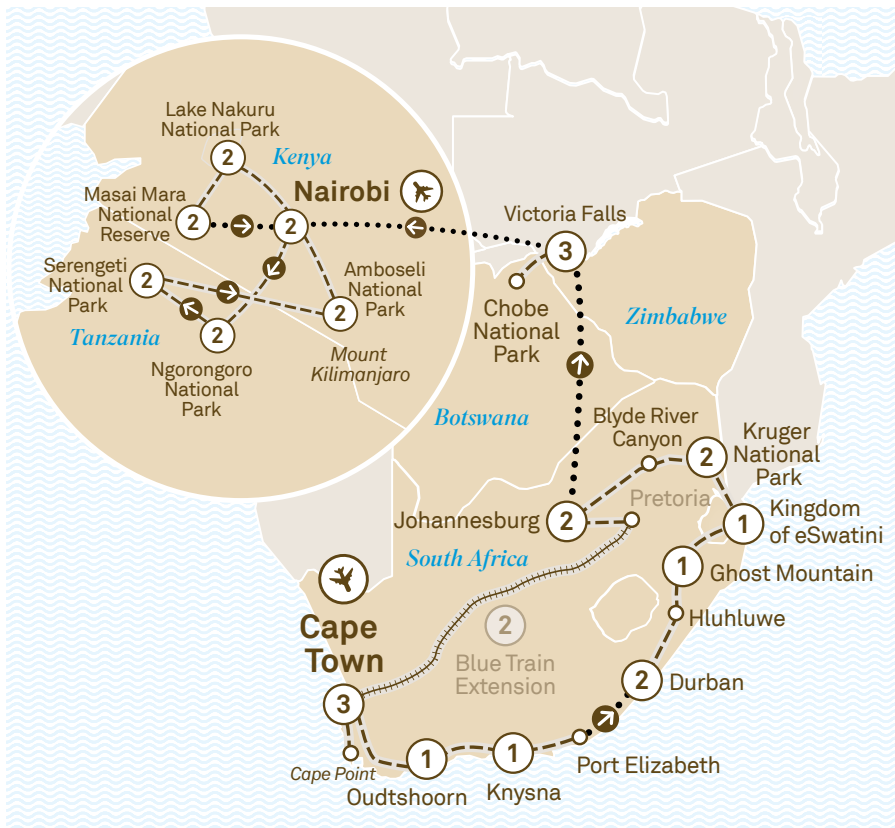 Lake Nakuru
National Park
2
Kenya
Nairobi
Masai Mara
National
Reserve
2
2
Serengeti
National
Park
2
Amboseli
National
Park
2
Tanzania
2
Mount
Kilimanjaro
Ngorongoro
National
Park
Victoria Falls
3
Chobe
National
Park
Zimbabwe
Botswana
Blyde River
Canyon
2
Kruger
National
Park
Pretoria
Johannesburg
2
1
Kingdom
of eSwatini
South Africa
1
Ghost Mountain
Hluhluwe
Cape
Town
2
Blue Train
Extension
2
Durban
3
Cape Point
1
Oudtshoorn
1
Knysna
Port Elizabeth